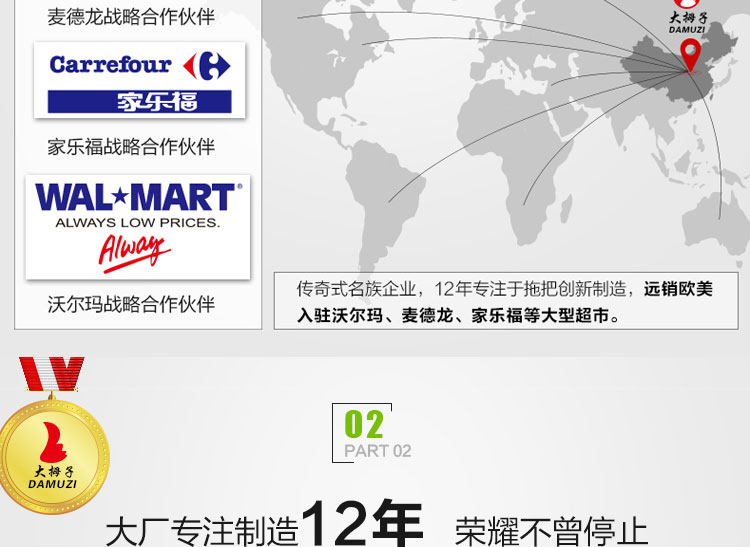 麦德龙战略合作伙伴
Carrefour
家乐福
家乐福战略合作伙伴
WAL★MART®
ALWAYS LOW PRICES.
Always
沃尔玛战略合作伙伴
大拇子
DAMUZI
传奇式名族企业，12年专注于拖把创新制造，远销欧美
入驻沃尔玛、麦德龙、家乐福等大型超市。
02
PART 02
大拇子
DAMUZI
大厂专注制造12年 荣耀不曾停止